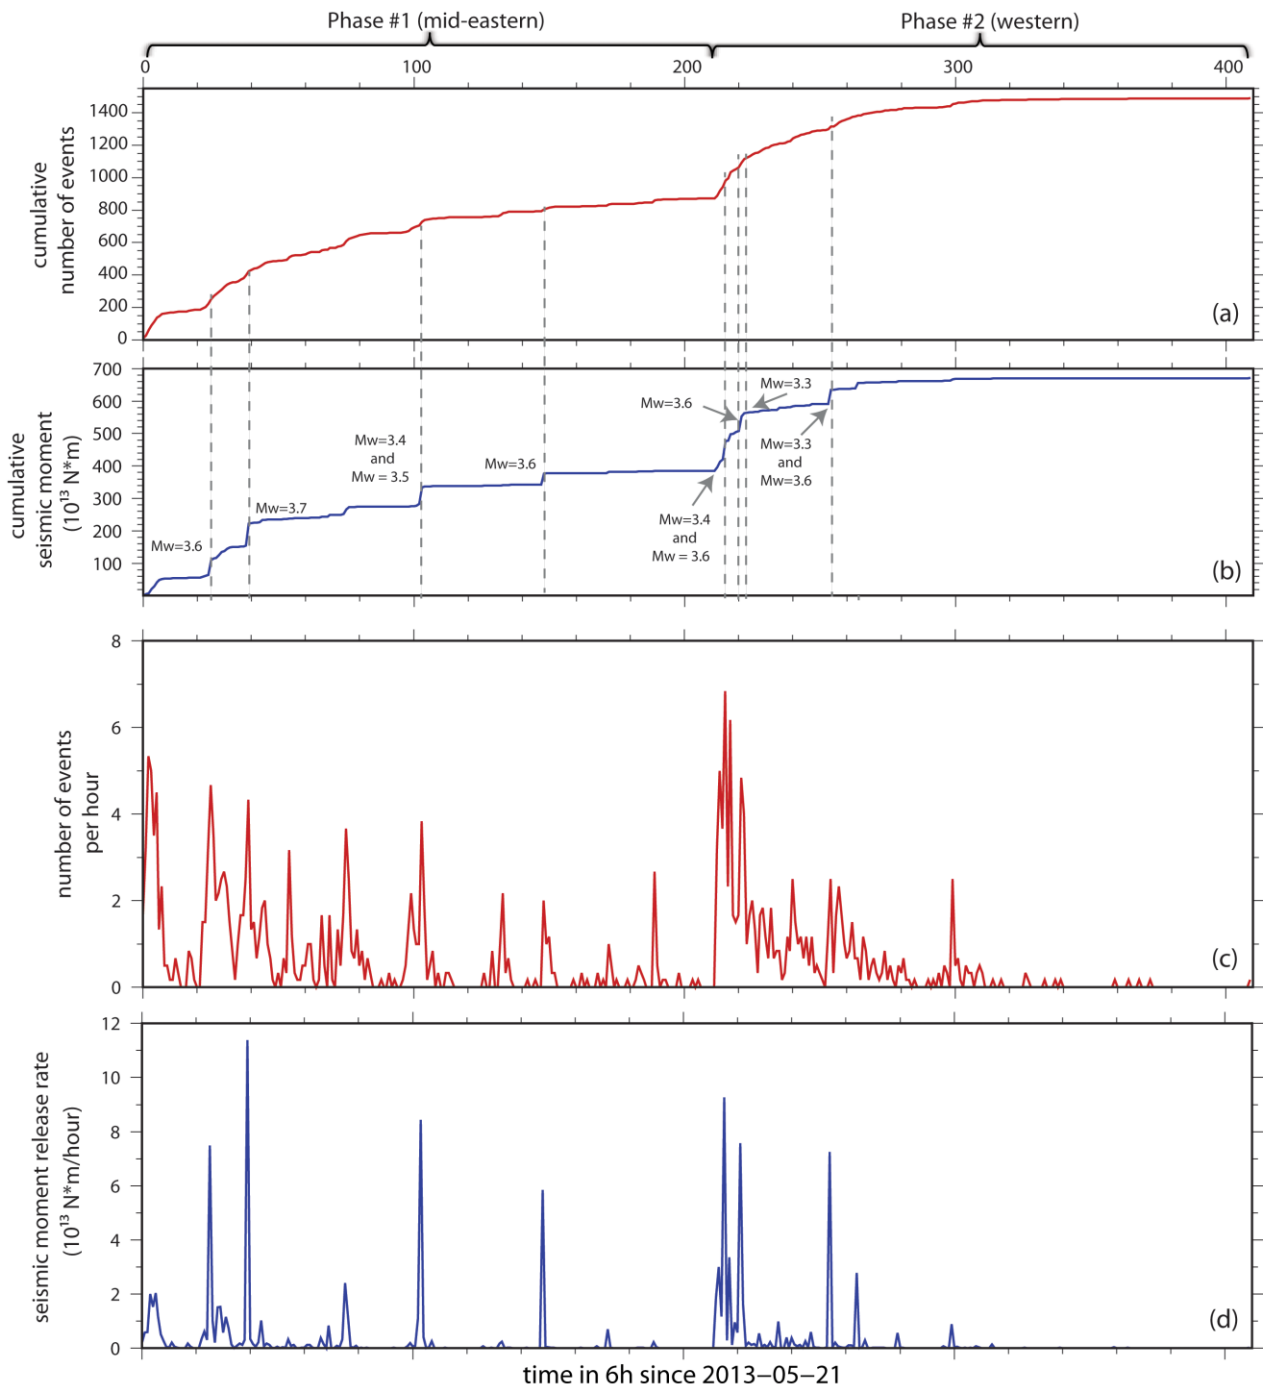 Phase #1 (mid-eastern)
Phase #2 (western)
0 100 200 300 400
cumulative
number of events
1400
1200
1000
800
600
400
200
0
(a)
cumulative
seismic moment
(10¹³ N*m)
700
600
500
400
300
200
100
Mw=3.6
Mw=3.7
Mw=3.4
and
Mw = 3.5
Mw=3.6
Mw=3.6
Mw=3.3
Mw=3.4
and
Mw = 3.6
Mw=3.3
and
Mw=3.6
(b)
number of events
per hour
8
6
4
2
0
(c)
seismic moment release rate
(10¹³ N*m/hour)
12
10
8
6
4
2
0
(d)
time in 6h since 2013−05−21